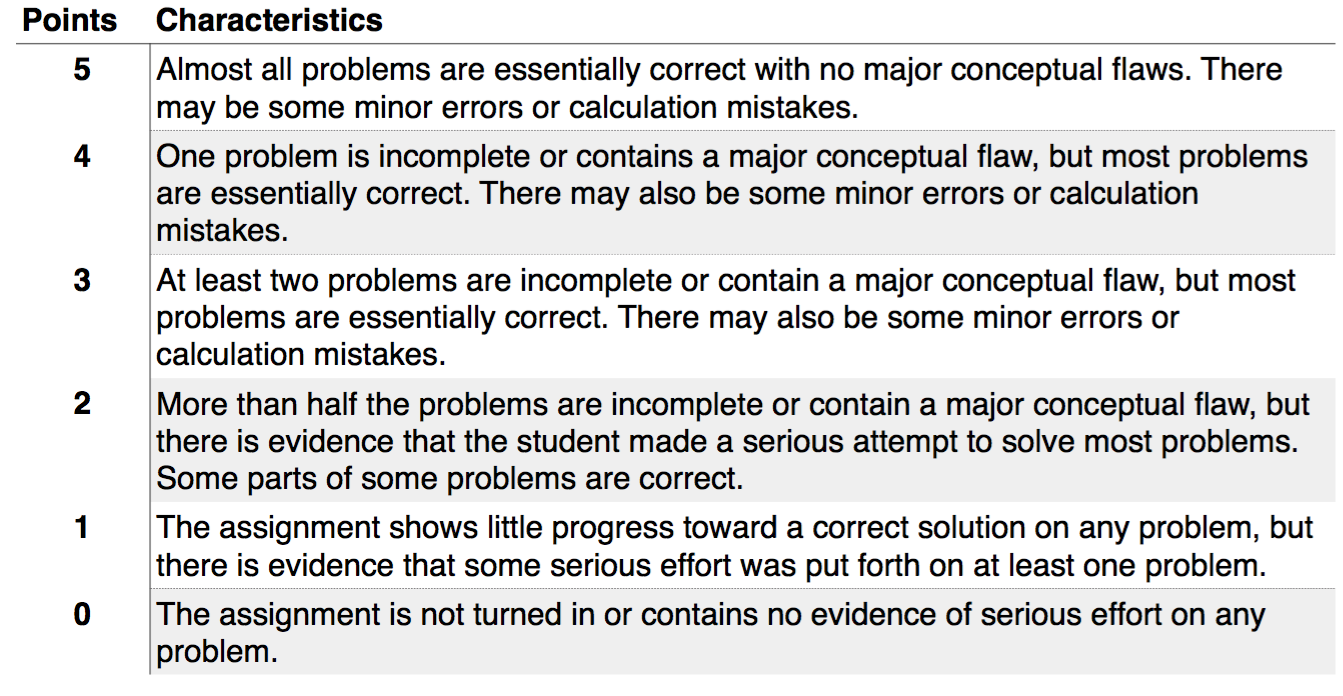 Points Characteristics
5 Almost all problems are essentially correct with no major conceptual flaws. There
may be some minor errors or calculation mistakes.
4 One problem is incomplete or contains a major conceptual flaw, but most problems
are essentially correct. There may also be some minor errors or calculation
mistakes.
3 At least two problems are incomplete or contain a major conceptual flaw, but most
problems are essentially correct. There may also be some minor errors or
calculation mistakes.
2 More than half the problems are incomplete or contain a major conceptual flaw, but
there is evidence that the student made a serious attempt to solve most problems.
Some parts of some problems are correct.
1 The assignment shows little progress toward a correct solution on any problem, but
there is evidence that some serious effort was put forth on at least one problem.
0 The assignment is not turned in or contains no evidence of serious effort on any
problem.